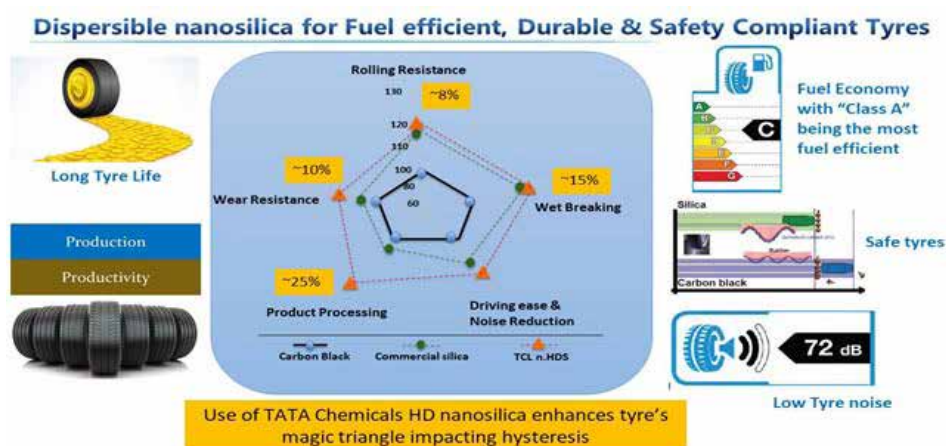 Dispersible nanosilica for Fuel efficient, Durable & Safety Compliant Tyres
Long Tyre Life
Production
Productivity
Rolling Resistance
130
~8%
120
110
100
80
60
~10%
Wear Resistance
~15%
Wet Breaking
~25%
Product Processing
Driving ease &
Noise Reduction
Carbon Black
Commercial silica
TCL n.HDS
Use of TATA Chemicals HD nanosilica enhances tyre's
magic triangle impacting hysteresis
A
B
C
F
G
Fuel Economy
with "Class A"
being the most
fuel efficient
Silica
Carbon black
Safe tyres
72 dB
Low Tyre noise